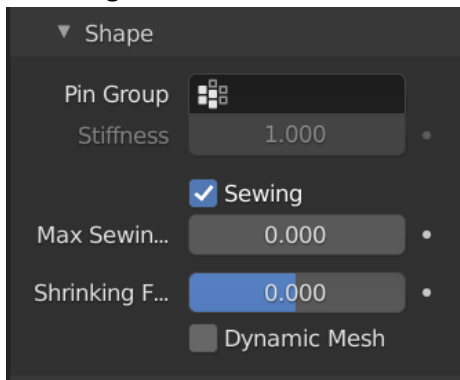 Shape
Pin Group
Stiffness 1.000
Sewing
Max Sewin... 0.000
Shrinking F... 0.000
Dynamic Mesh